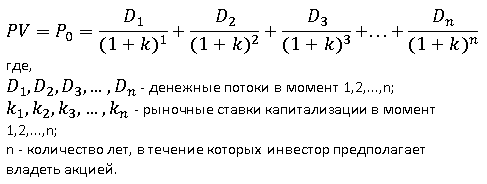 PV = P₀ = D₁/(1 + k)¹ + D₂/(1 + k)² + D₃/(1 + k)³ +...+ Dₙ/(1 + k)ⁿ
где,
D₁, D₂, D₃, ... , Dₙ - денежные потоки в момент 1,2,...,n;
k₁, k₂, k₃, ... , kₙ - рыночные ставки капитализации в момент
1,2,...,n;
n - количество лет, в течение которых инвестор предполагает
владеть акцией.